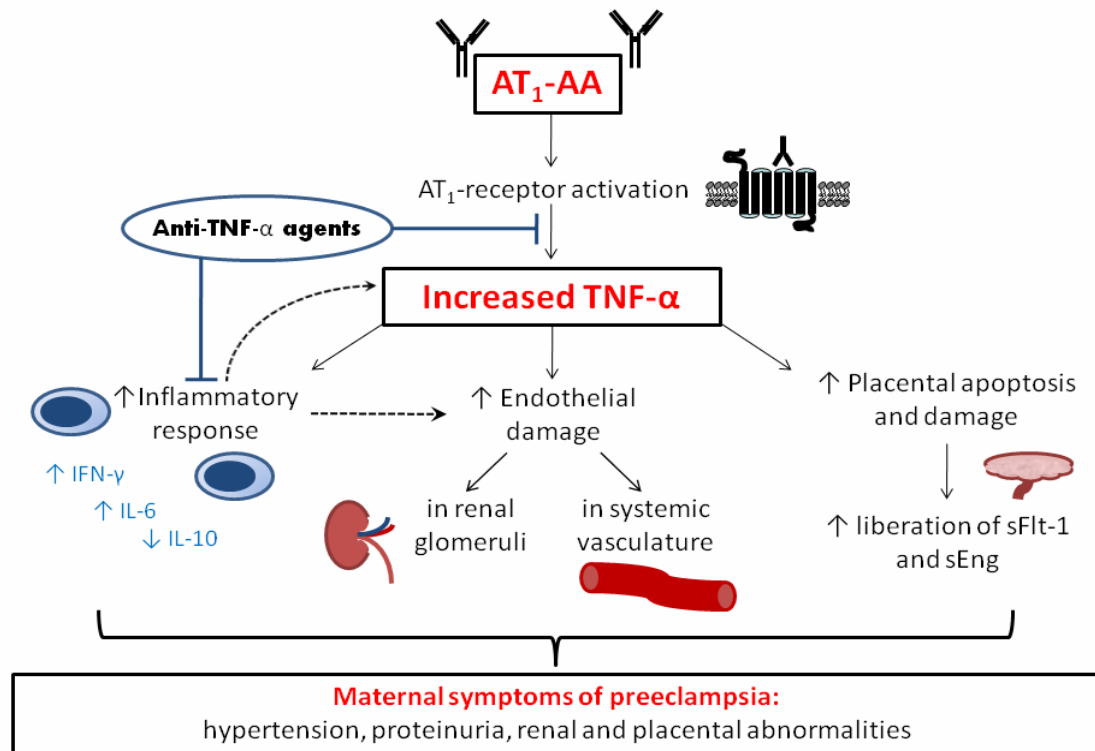 AT₁-AA
AT₁-receptor activation
Anti-TNF-α agents
Increased TNF-α
↑Inflammatory
response
↑ IFN-γ
↑ IL-6
↓ IL-10
↑ Endothelial
damage
in renal
glomeruli
in systemic
vasculature
↑ Placental apoptosis
and damage
↑ liberation of sFlt-1
and sEng
Maternal symptoms of preeclampsia:
hypertension, proteinuria, renal and placental abnormalities